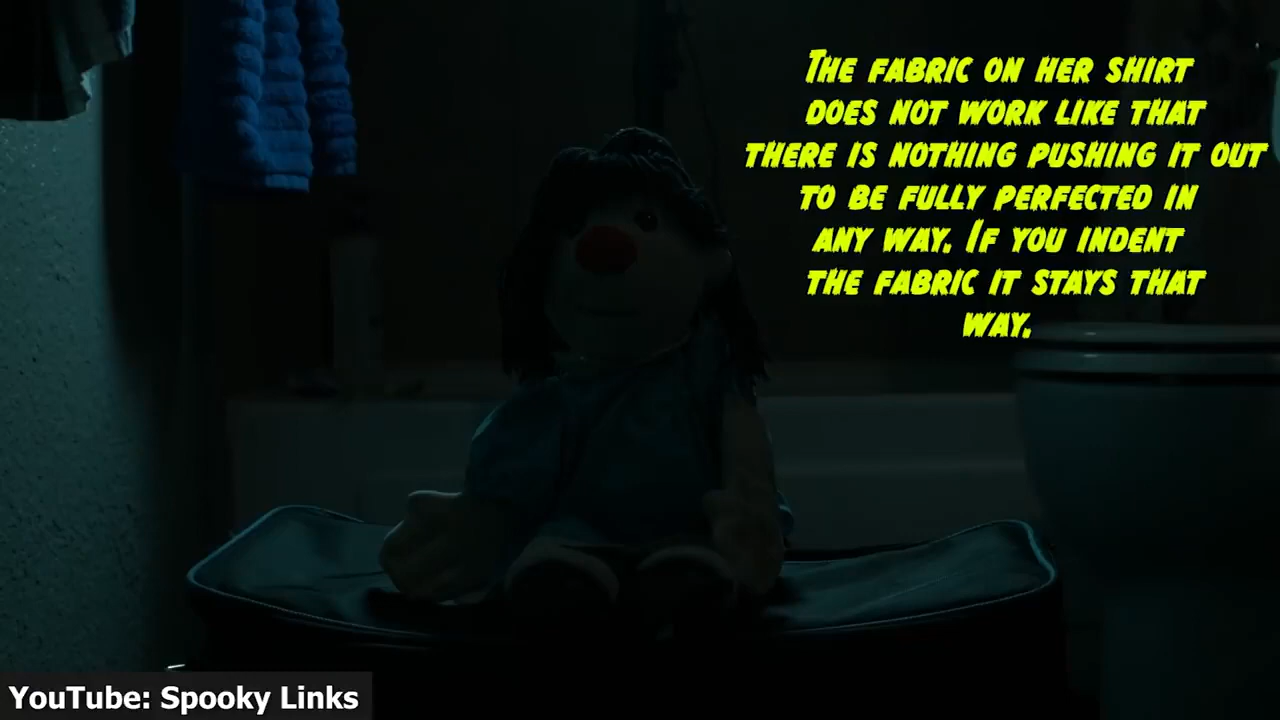 The fabric on her shirt
does not work like that
there is nothing pushing it out
to be fully perfected in
any way. If you indent
the fabric it stays that
way.
YouTube: Spooky Links